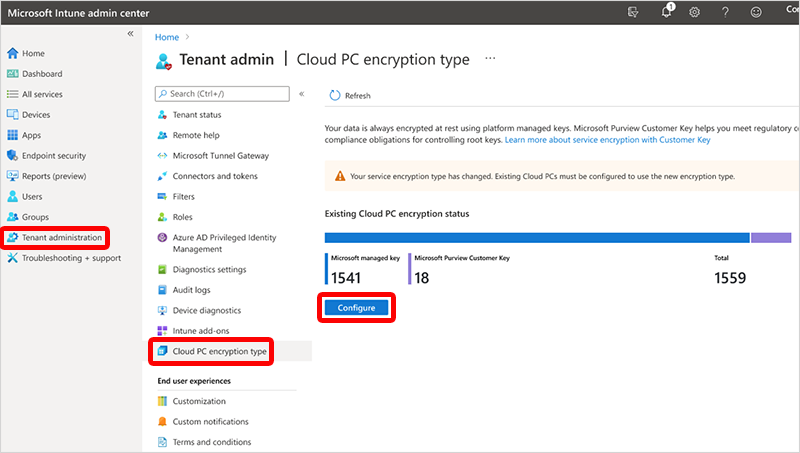 Microsoft Intune admin center
1
Co
«
Home
Dashboard
All services
Devices
Apps
Endpoint security
Reports (preview)
Users
Groups
Tenant administration
Troubleshooting + support
Home >
Tenant admin | Cloud PC encryption type ...
Search (Ctrl+/)
«
Tenant status
Remote help
Microsoft Tunnel Gateway
Connectors and tokens
Filters
Roles
Azure AD Privileged Identity
Management
Diagnostics settings
Audit logs
Device diagnostics
Intune add-ons
Cloud PC encryption type
End user experiences
Customization
Custom notifications
Terms and conditions
Refresh
Your data is always encrypted at rest using platform managed keys. Microsoft Purview Customer Key helps you meet regulatory c
compliance obligations for controlling root keys. Learn more about service encryption with Customer Key
Your service encryption type has changed. Existing Cloud PCs must be configured to use the new encryption type.
Existing Cloud PC encryption status
Microsoft managed key Microsoft Purview Customer Key Total
1541 18 1559
Configure